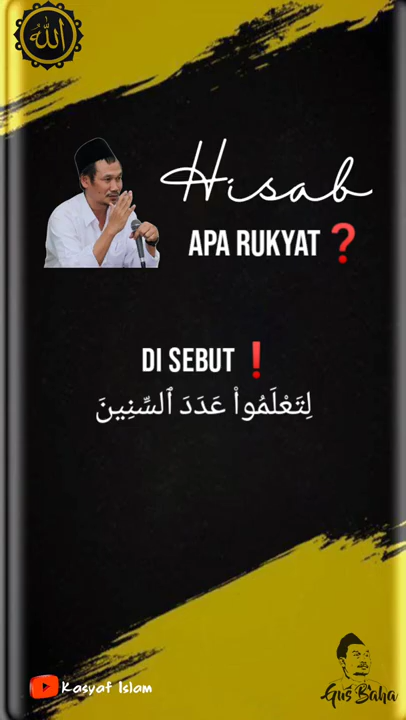 الله
Hisab
APA RUKYAT ❓
DI SEBUT ❗
لِتَعْلَمُوا۟ عَدَدَ ٱلسِّنِينَ
Kasyaf Islam
Gus Baha